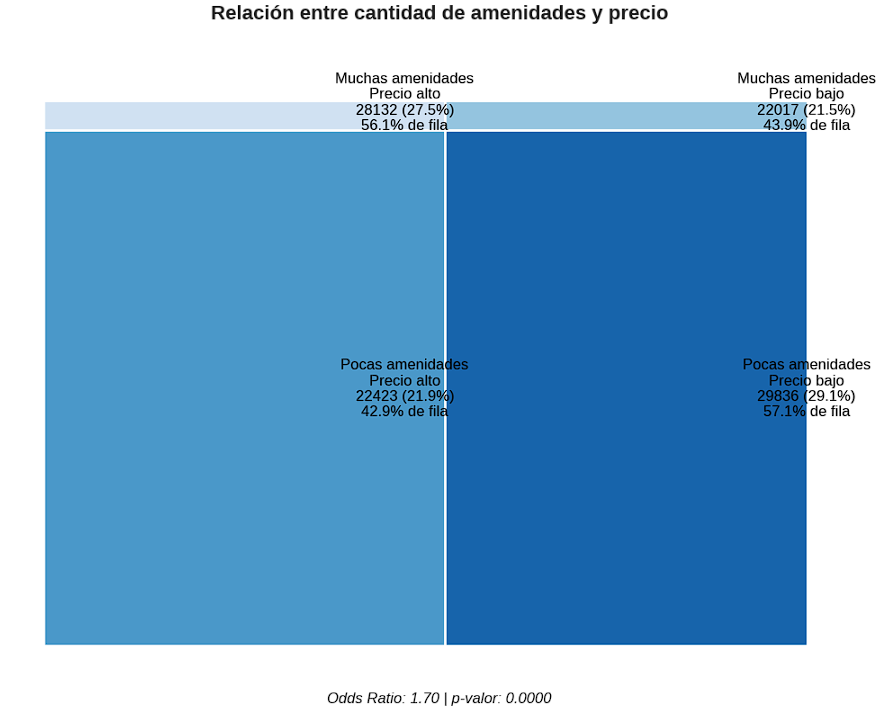 Relación entre cantidad de amenidades y precio
Muchas amenidades
Precio alto
28132 (27.5%)
56.1% de fila
Muchas amenidades
Precio bajo
22017 (21.5%)
43.9% de fila
Pocas amenidades
Precio alto
22423 (21.9%)
42.9% de fila
Pocas amenidades
Precio bajo
29836 (29.1%)
57.1% de fila
Odds Ratio: 1.70 | p-valor: 0.0000